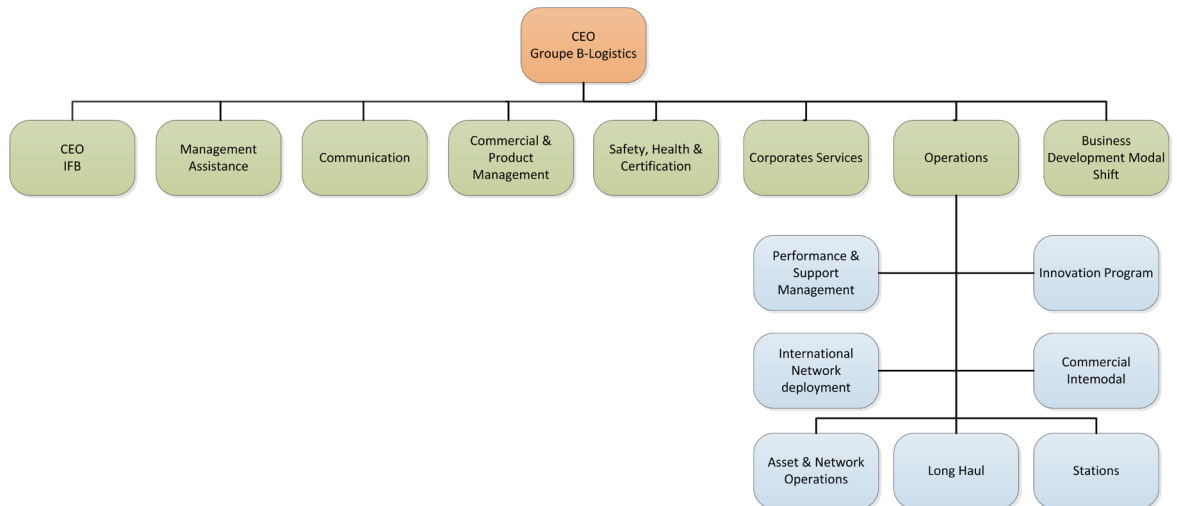 CEO
Groupe B-Logistics
CEO
IFB
Management
Assistance
Communication
Commercial &
Product
Management
Safety, Health &
Certification
Corporates Services
Operations
Business
Development Modal
Shift
Performance &
Support
Management
Innovation Program
International
Network
deployment
Commercial
Intemodal
Asset & Network
Operations
Long Haul
Stations